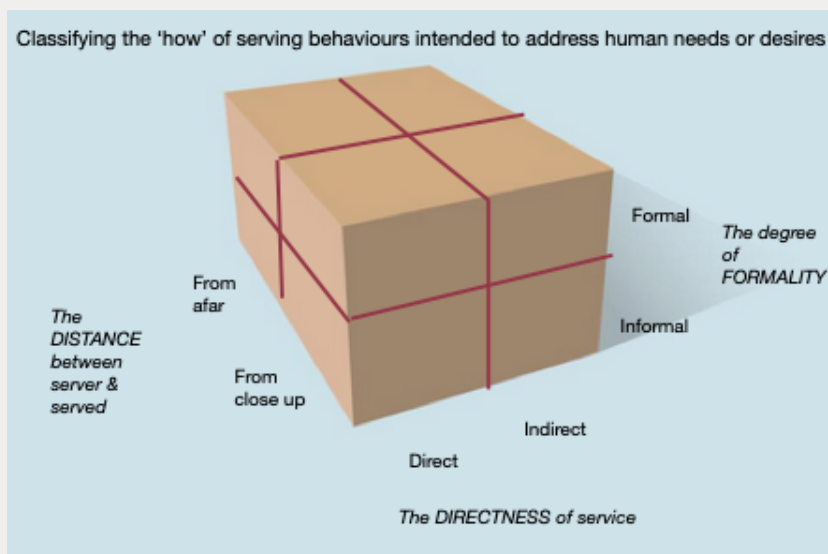 Classifying the ‘how’ of serving behaviours intended to address human needs or desires
Formal
The degree
of
FORMALITY
From
afar
The
DISTANCE
between
server &
served
Informal
From
close up
Indirect
Direct
The DIRECTNESS of service